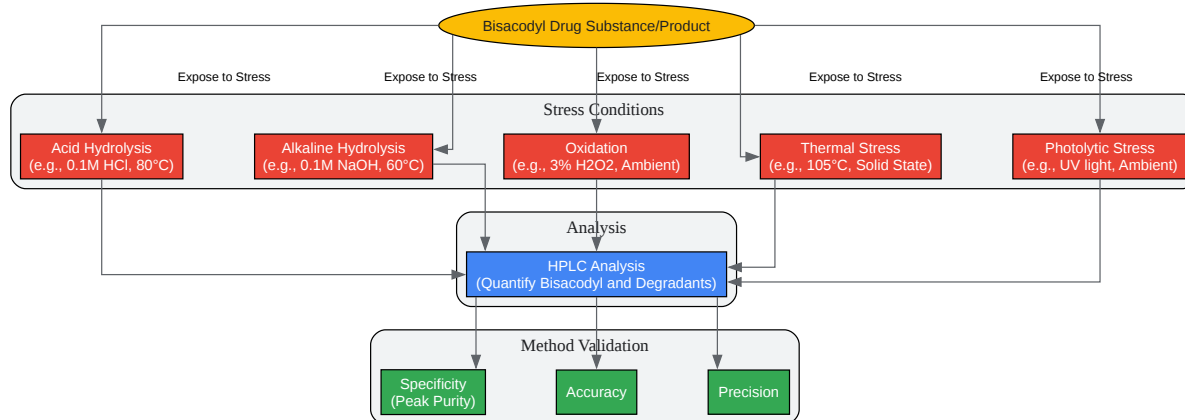 Bisacodyl Drug Substance/Product
Expose to Stress
Expose to Stress
Expose to Stress
Expose to Stress
Expose to Stress
Stress Conditions
Acid Hydrolysis
(e.g., 0.1M HCl, 80°C)
Alkaline Hydrolysis
(e.g., 0.1M NaOH, 60°C)
Oxidation
(e.g., 3% H2O2, Ambient)
Thermal Stress
(e.g., 105°C, Solid State)
Photolytic Stress
(e.g., UV light, Ambient)
Analysis
HPLC Analysis
(Quantify Bisacodyl and Degradants)
Method Validation
Specificity
(Peak Purity)
Accuracy
Precision